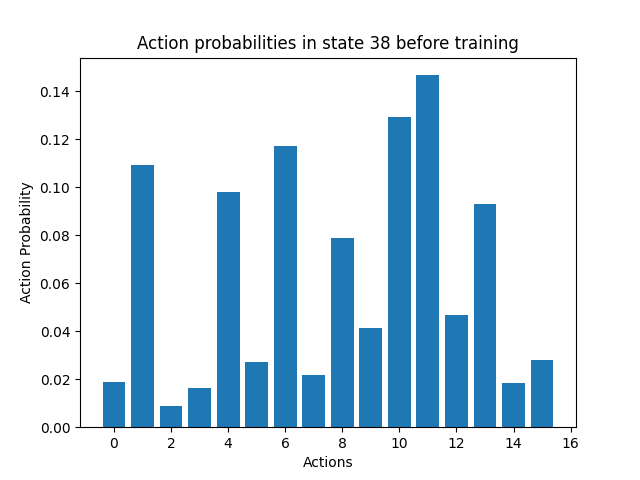 Action probabilities in state 38 before training
0.14
0.12
0.10
0.08
0.06
0.04
0.02
0.00
Action Probability
0 2 4 6 8 10 12 14 16
Actions